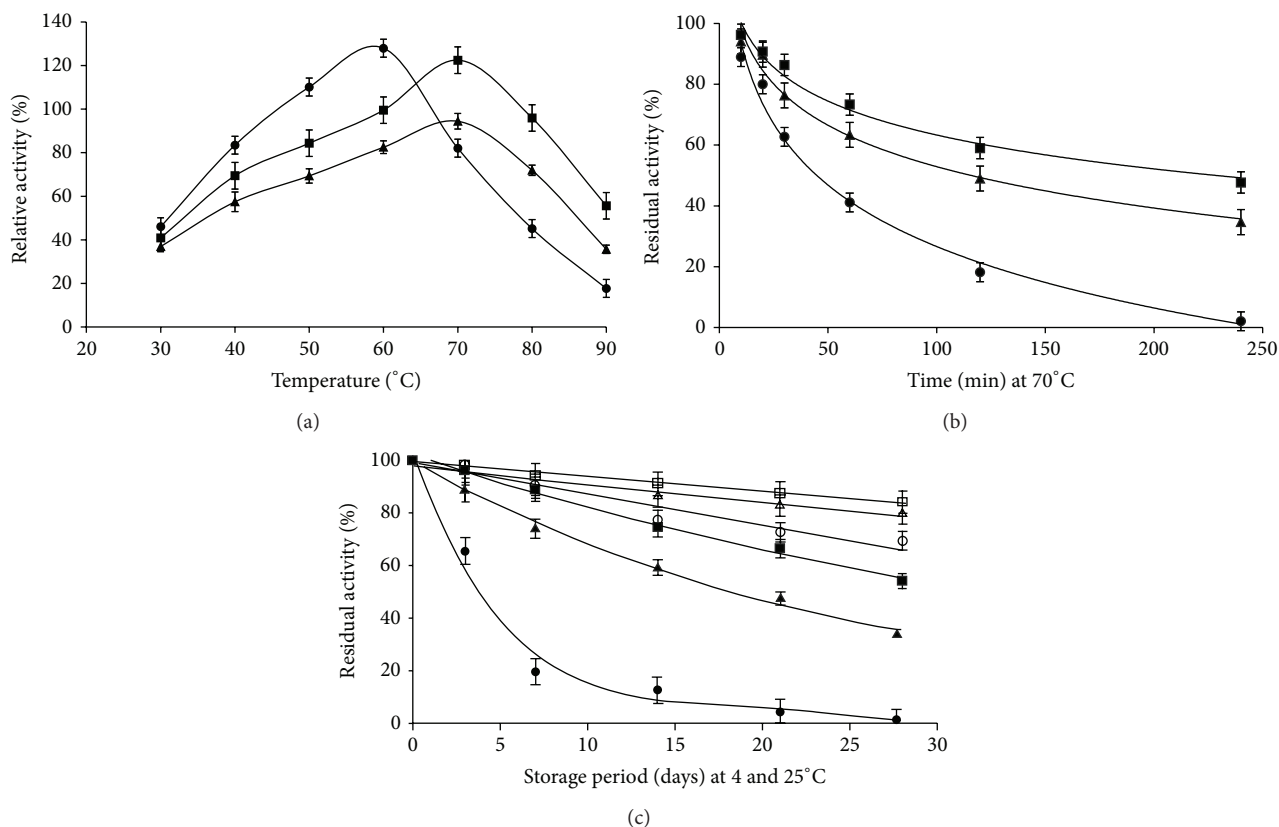 140
120
100
80
60
40
20
0
Relative activity (%)
20 30 40 50 60 70 80 90
Temperature (˚C)
(a)
100
80
60
40
20
0
Residual activity (%)
0 50 100 150 200 250
Time (min) at 70˚C
(b)
100
80
60
40
20
0
Residual activity (%)
0 5 10 15 20 25 30
Storage period (days) at 4 and 25˚C
(c)